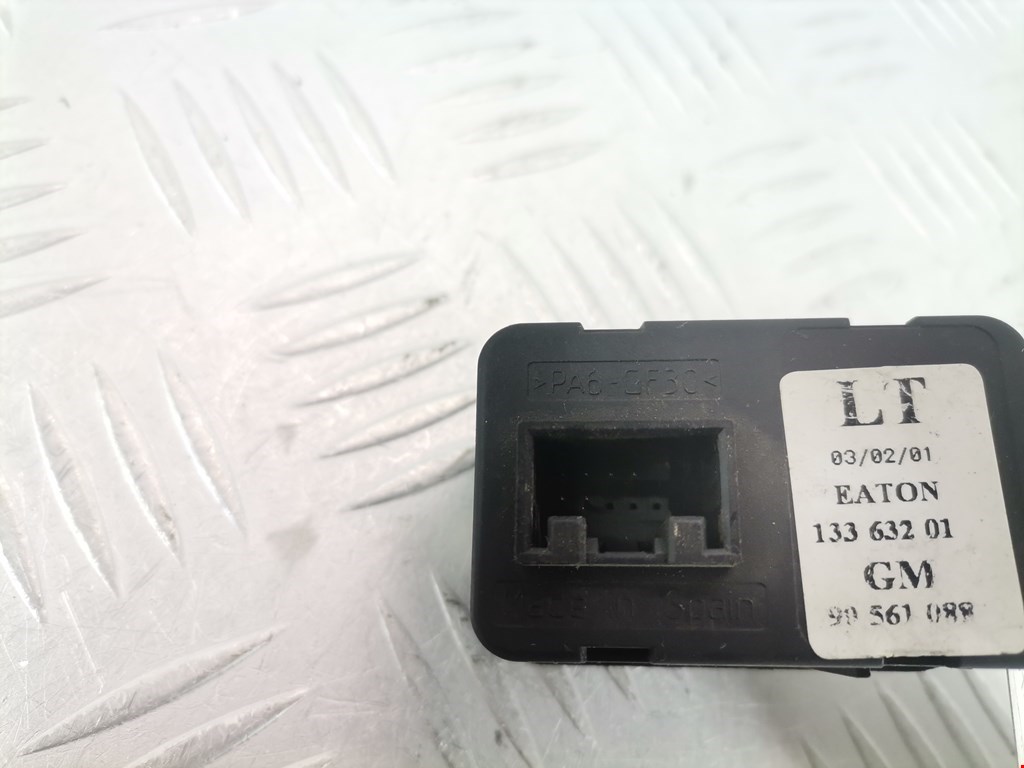 >PA6-GF30<
Made in Spain
LT
03/02/01
EATON
133 632 01
GM
90 561 088